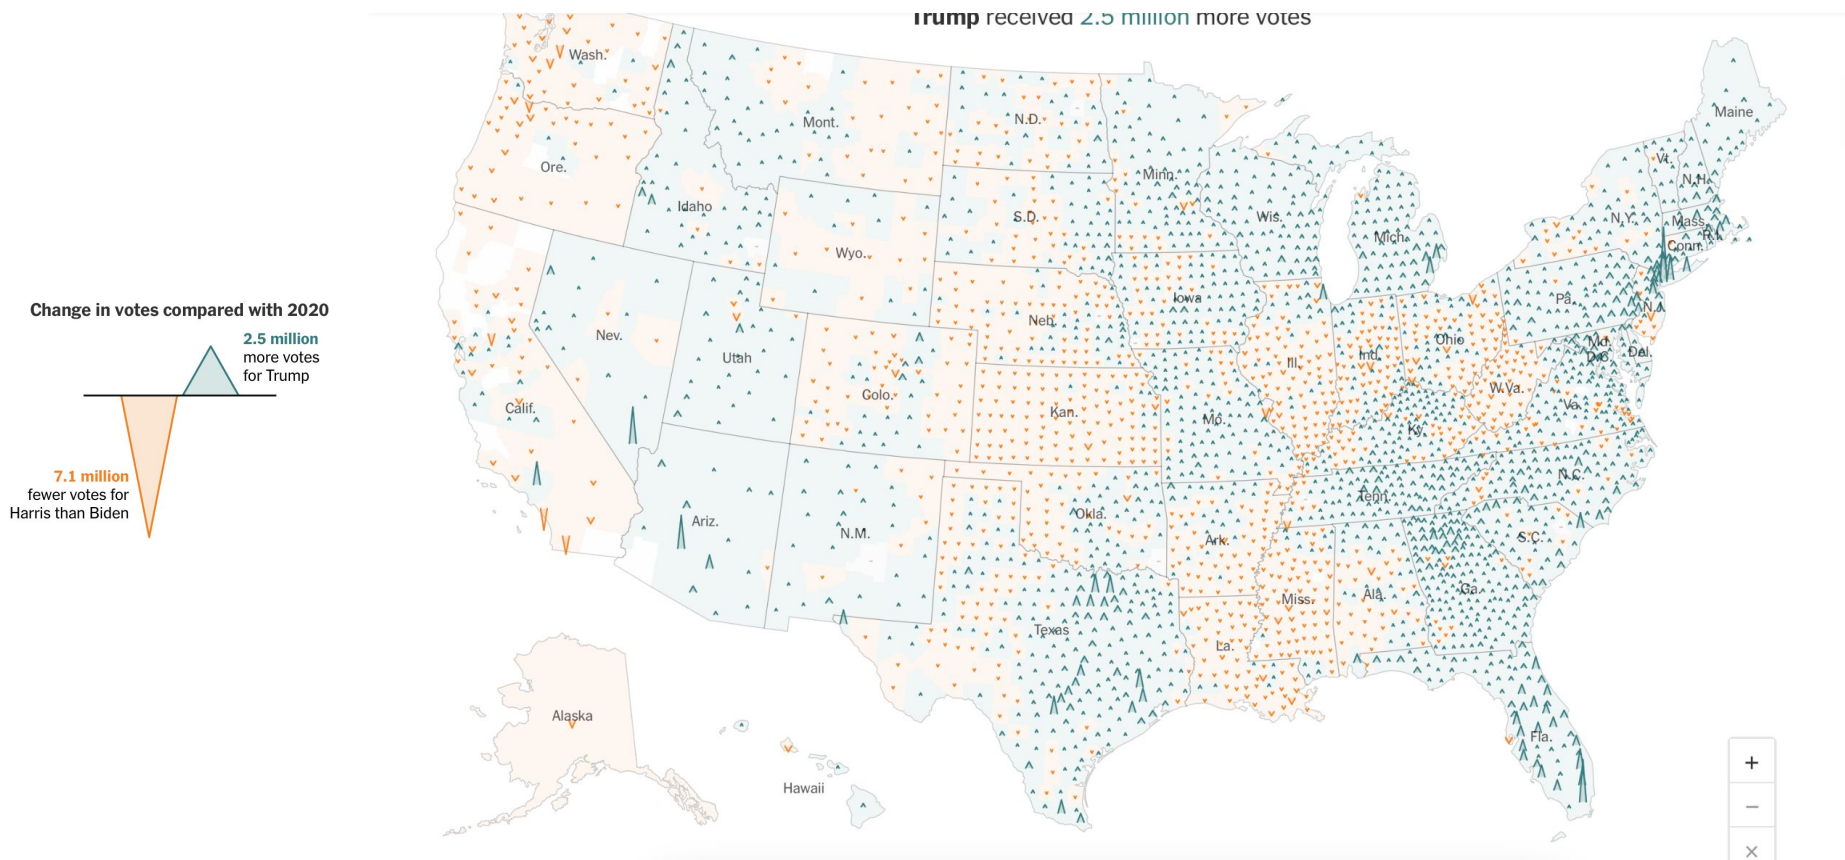 Trump received 2.5 million more votes
Change in votes compared with 2020
2.5 million
more votes
for Trump
7.1 million
fewer votes for
Harris than Biden
Wash.
Ore.
Calif.
Nev.
Idaho
Mont.
Wyo.
Utah
Ariz.
Colo.
N.M.
N.D.
S.D.
Neb.
Kan.
Okla.
Texas
Minn.
Iowa
Mo.
Ark.
La.
Wis.
Ill.
Mich.
Ind.
Ohio
Ky.
Tenn.
Miss.
Ala.
Ga.
Fla.
S.C.
N.C.
Va.
W.Va.
Md.
D.C.
Del.
Pa.
N.J.
N.Y.
Conn.
R.I.
Mass.
Vt.
N.H.
Maine
Alaska
Hawaii
+
−
×